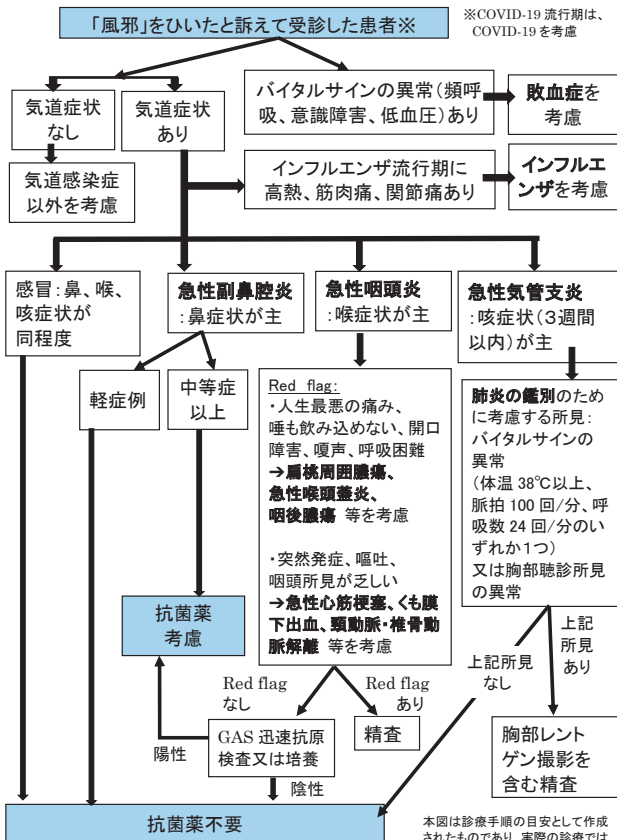 「風邪」をひいたと訴えて受診した患者※
※COVID-19 流行期は、
COVID-19 を考慮
気道症状
なし
気道症状
あり
バイタルサインの異常（頻呼
吸、意識障害、低血圧）あり
敗血症を
考慮
気道感染症
以外を考慮
インフルエンザ流行期に
高熱、筋肉痛、関節痛あり
インフルエ
ンザを考慮
感冒：鼻、喉、
咳症状が
同程度
急性副鼻腔炎
：鼻症状が主
急性咽頭炎
：喉症状が主
急性気管支炎
：咳症状（３週間
以内）が主
軽症例
中等症
以上
Red flag:
・人生最悪の痛み、
唾も飲み込めない、開口
障害、嗄声、呼吸困難
→扁桃周囲膿瘍、
急性喉頭蓋炎、
咽後膿瘍 等を考慮
・突然発症、嘔吐、
咽頭所見が乏しい
→急性心筋梗塞、くも膜
下出血、頸動脈・椎骨動
脈解離 等を考慮
肺炎の鑑別のため
に考慮する所見：
バイタルサインの
異常
（体温 38℃以上、
脈拍 100 回/分、呼
吸数 24 回/分のい
ずれか１つ）
又は胸部聴診所見
の異常
抗菌薬
考慮
Red flag
なし
Red flag
あり
上記所見
なし
上記
所見
あり
陽性
GAS 迅速抗原
検査又は培養
精査
陰性
胸部レント
ゲン撮影を
含む精査
抗菌薬不要
本図は診療手順の目安として作成
されたものであり、実際の診療では